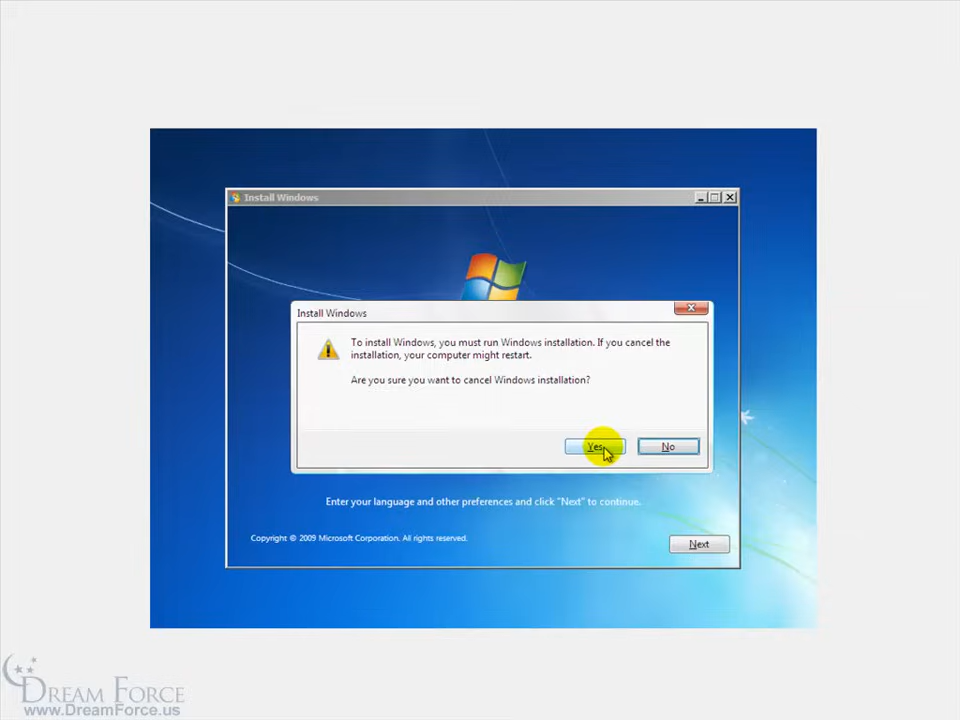 Install Windows
Install Windows
To install Windows, you must run Windows installation. If you cancel the
installation, your computer might restart.
Are you sure you want to cancel Windows installation?
Yes
No
Enter your language and other preferences and click "Next" to continue.
Copyright © 2009 Microsoft Corporation. All rights reserved.
Next
DREAM FORCE
www.DreamForce.us